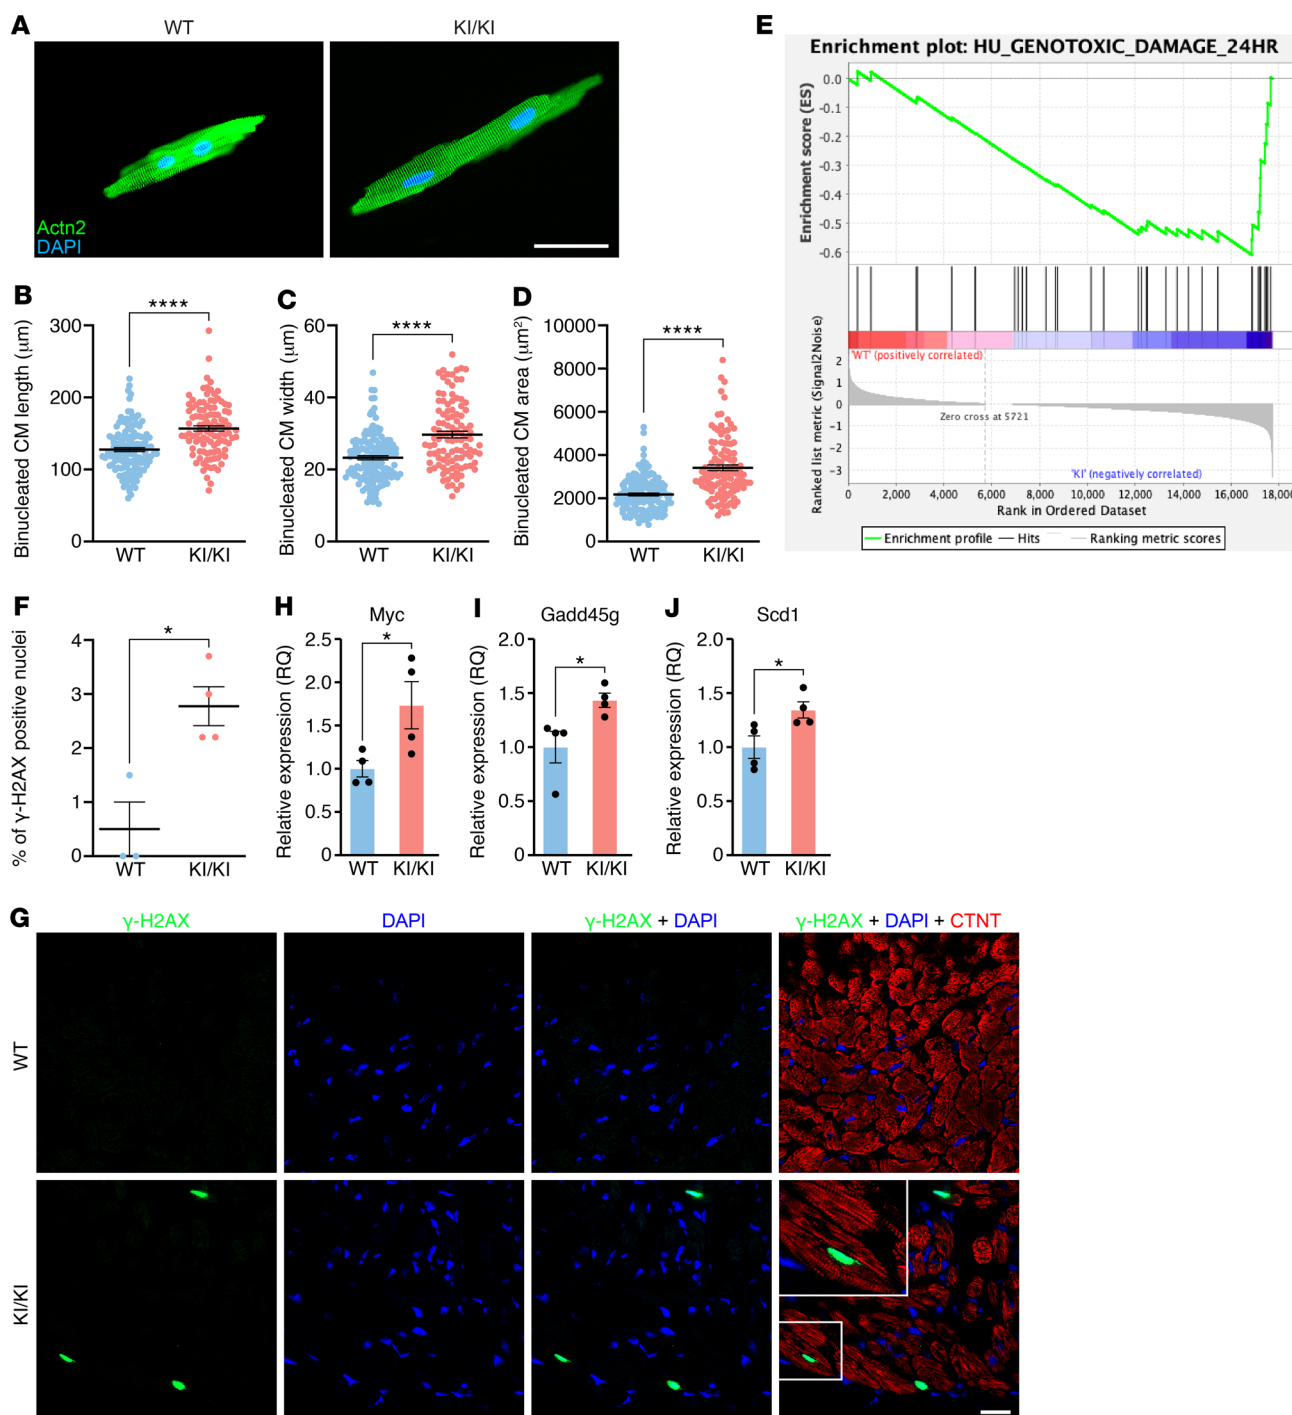 A
WT
KI/KI
Actn2
DAPI
B
Binucleated CM length (μm)
300
200
100
0
****
WT
KI/KI
C
Binucleated CM width (μm)
60
40
20
0
****
WT
KI/KI
D
Binucleated CM area (μm²)
10000
8000
6000
4000
2000
0
****
WT
KI/KI
E
Enrichment plot: HU_GENOTOXIC_DAMAGE_24HR
Enrichment score (ES)
0.0
-0.1
-0.2
-0.3
-0.4
-0.5
-0.6
Ranked list metric (Signal2Noise)
'WT' (positively correlated)
2
1
0
-1
-2
-3
Zero cross at 5721
'KI' (negatively correlated)
0 2,000 4,000 6,000 8,000 10,000 12,000 14,000 16,000 18,000
Rank in Ordered Dataset
Enrichment profile Hits Ranking metric scores
F
% of γ-H2AX positive nuclei
4
3
2
1
0
*
WT
KI/KI
H
Myc
Relative expression (RQ)
2.5
2.0
1.5
1.0
0.5
0
*
WT
KI/KI
I
Gadd45g
Relative expression (RQ)
2.0
1.5
1.0
0.5
0
*
WT
KI/KI
J
Scd1
Relative expression (RQ)
2.0
1.5
1.0
0.5
0
*
WT
KI/KI
G
γ-H2AX
DAPI
γ-H2AX + DAPI
γ-H2AX + DAPI + CTNT
WT
KI/KI